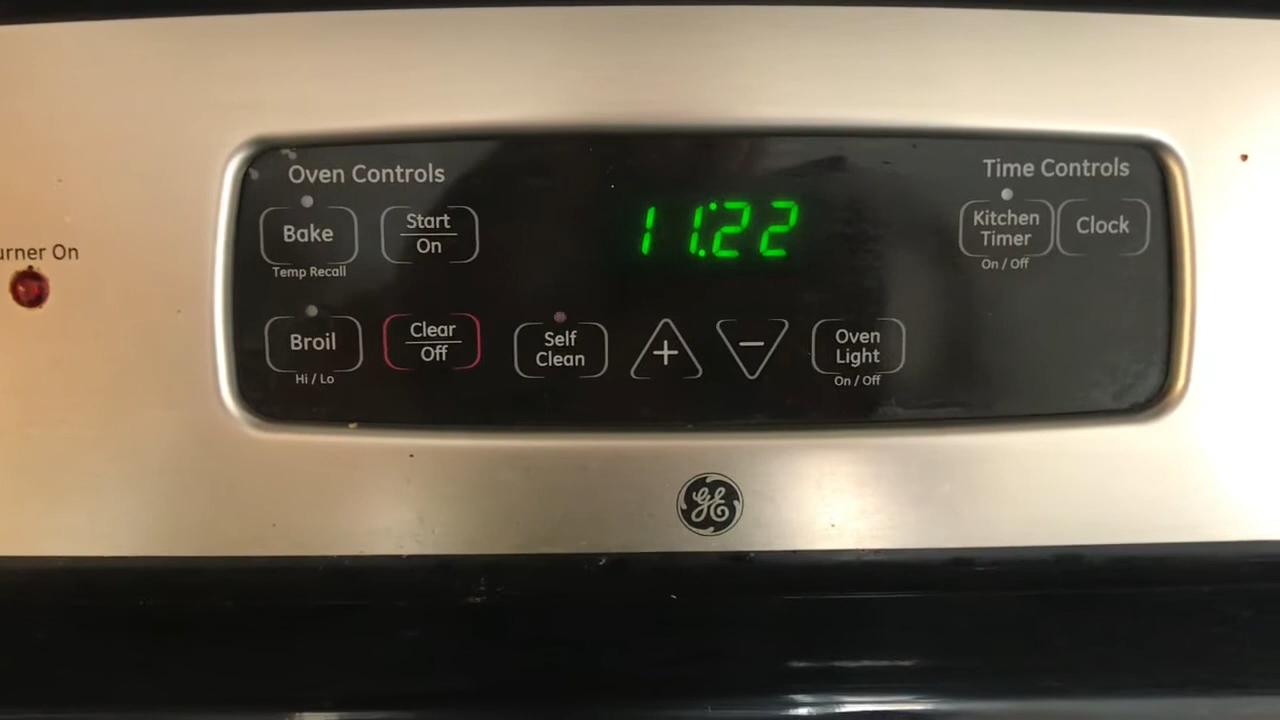 Oven Controls
Bake
Temp Recall
Start
On
Broil
Hi / Lo
Clear
Off
Self
Clean
+
−
Oven
Light
On / Off
11:22
Time Controls
Kitchen
Timer
On / Off
Clock
urner On
GE